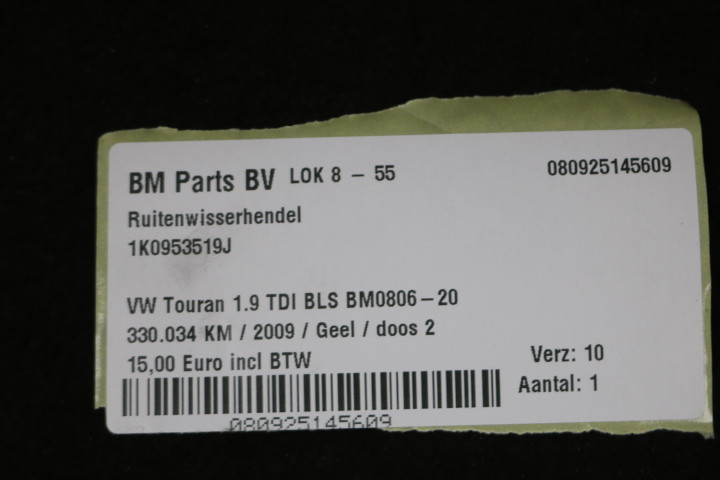 BM Parts BV LOK 8 - 55 080925145609
Ruitenwisserhendel
1K0953519J
VW Touran 1.9 TDI BLS BM0806-20
330.034 KM / 2009 / Geel / doos 2
15,00 Euro incl BTW Verz: 10
Aantal: 1
080925145609